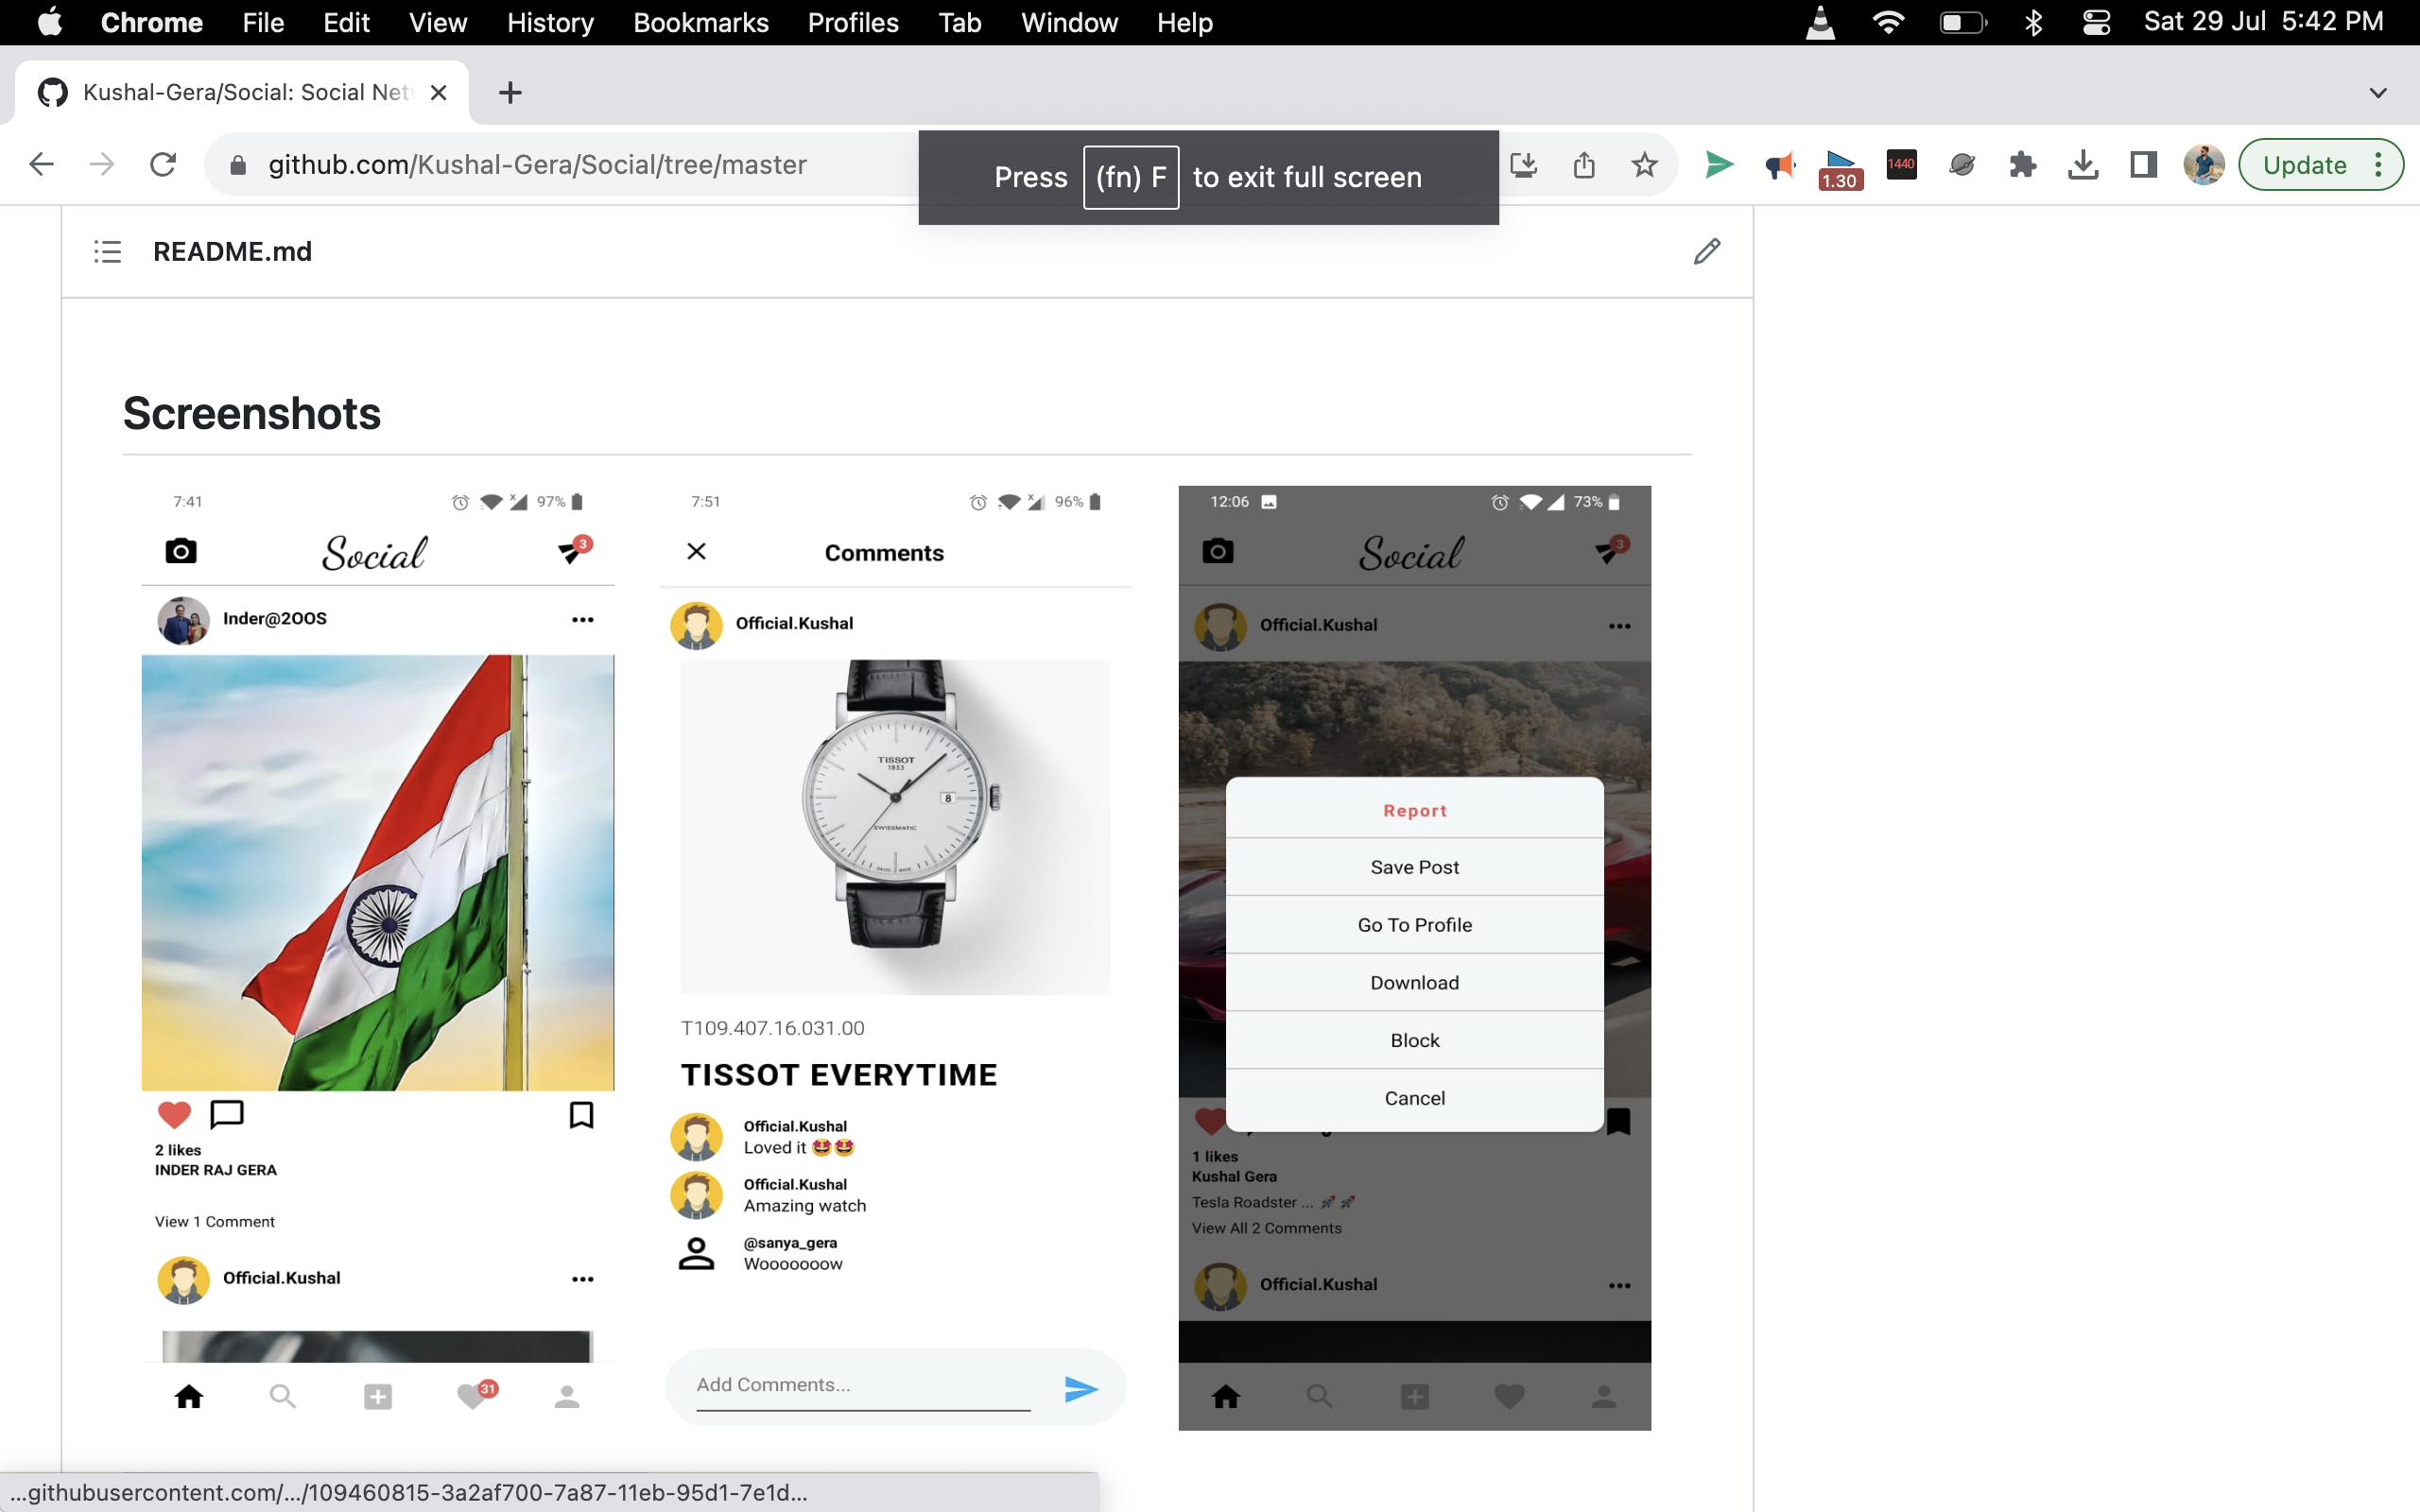 Chrome File Edit View History Bookmarks Profiles Tab Window Help Sat 29 Jul 5:42 PM
Kushal-Gera/Social: Social Net
github.com/Kushal-Gera/Social/tree/master
Press (fn) F to exit full screen
1.30
1440
Update
README.md
Screenshots
7:41 97%
Social
3
Inder@2OOS
2 likes
INDER RAJ GERA
View 1 Comment
Official.Kushal
31
7:51 96%
Comments
Official.Kushal
TISSOT
1853
8
SWISSMATIC
T109.407.16.031.00
TISSOT EVERYTIME
Official.Kushal
Loved it 🤩🤩
Official.Kushal
Amazing watch
@sanya_gera
Wooooooow
Add Comments...
12:06 73%
Social
3
Official.Kushal
Report
Save Post
Go To Profile
Download
Block
Cancel
1 likes
Kushal Gera
Tesla Roadster ... 🚀🚀
View All 2 Comments
Official.Kushal
...githubusercontent.com/.../109460815-3a2af700-7a87-11eb-95d1-7e1d...